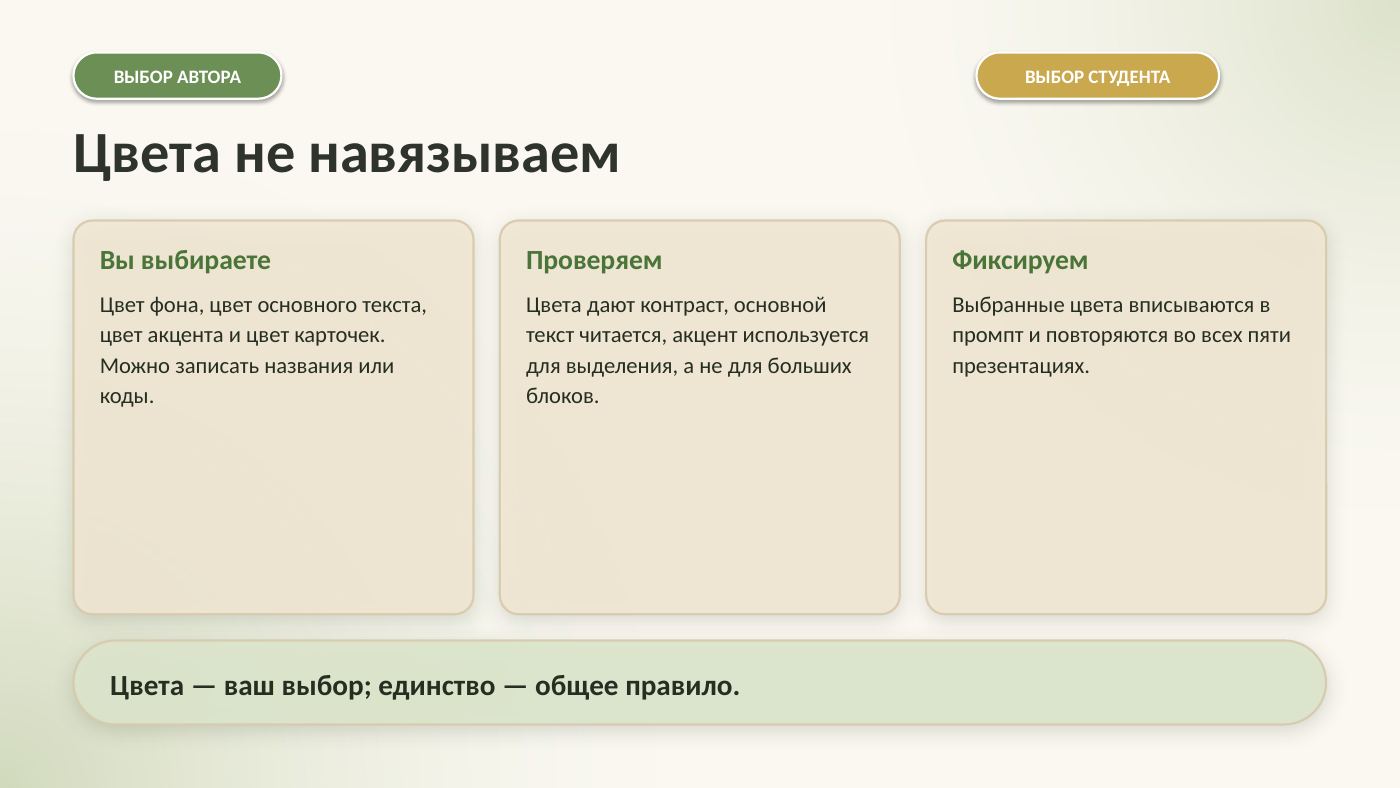 ВЫБОР АВТОРА
ВЫБОР СТУДЕНТА
Цвета не навязываем
Вы выбираете
Цвет фона, цвет основного текста,
цвет акцента и цвет карточек.
Можно записать названия или
коды.
Проверяем
Цвета дают контраст, основной
текст читается, акцент используется
для выделения, а не для больших
блоков.
Фиксируем
Выбранные цвета вписываются в
промпт и повторяются во всех пяти
презентациях.
Цвета — ваш выбор; единство — общее правило.